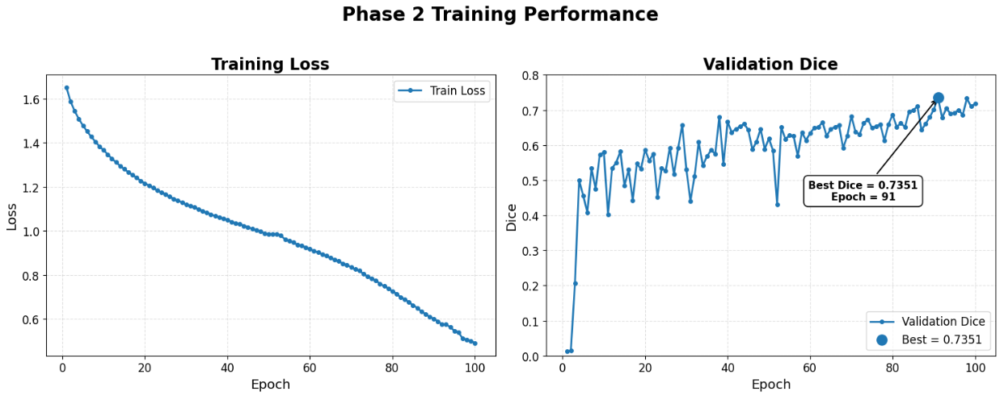 Phase 2 Training Performance
Training Loss
Loss
1.6
1.4
1.2
1.0
0.8
0.6
Train Loss
0
20
40
60
80
100
Epoch
Validation Dice
Dice
0.8
0.7
0.6
0.5
0.4
0.3
0.2
0.1
0.0
Best Dice = 0.7351
Epoch = 91
Validation Dice
Best = 0.7351
0
20
40
60
80
100
Epoch